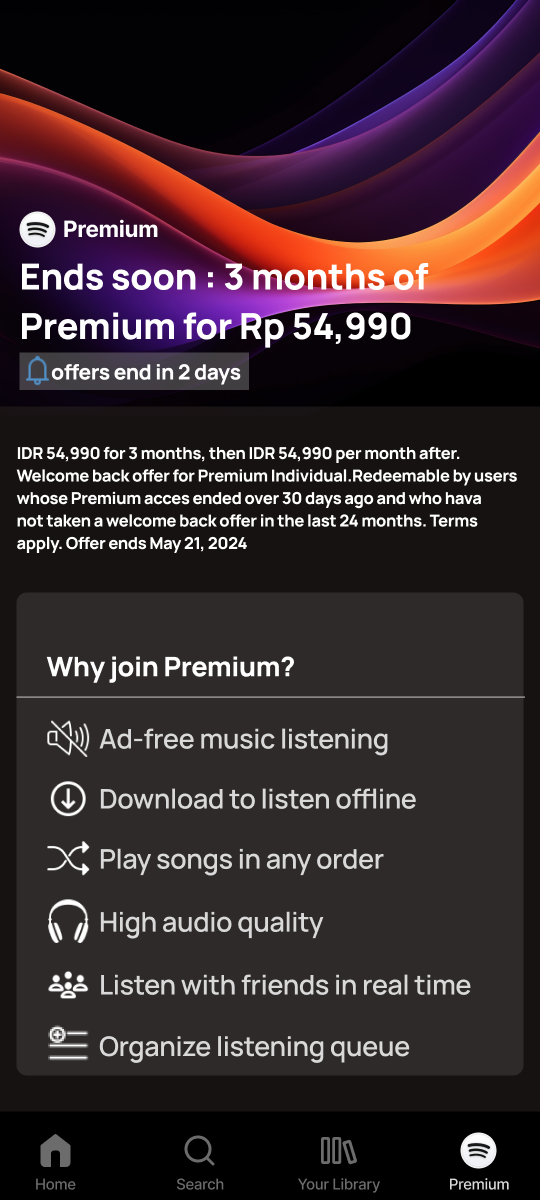 Premium
Ends soon : 3 months of
Premium for Rp 54,990
offers end in 2 days
IDR 54,990 for 3 months, then IDR 54,990 per month after.
Welcome back offer for Premium Individual.Redeemable by users
whose Premium acces ended over 30 days ago and who hava
not taken a welcome back offer in the last 24 months. Terms
apply. Offer ends May 21, 2024
Why join Premium?
Ad-free music listening
Download to listen offline
Play songs in any order
High audio quality
Listen with friends in real time
Organize listening queue
Home
Search
Your Library
Premium